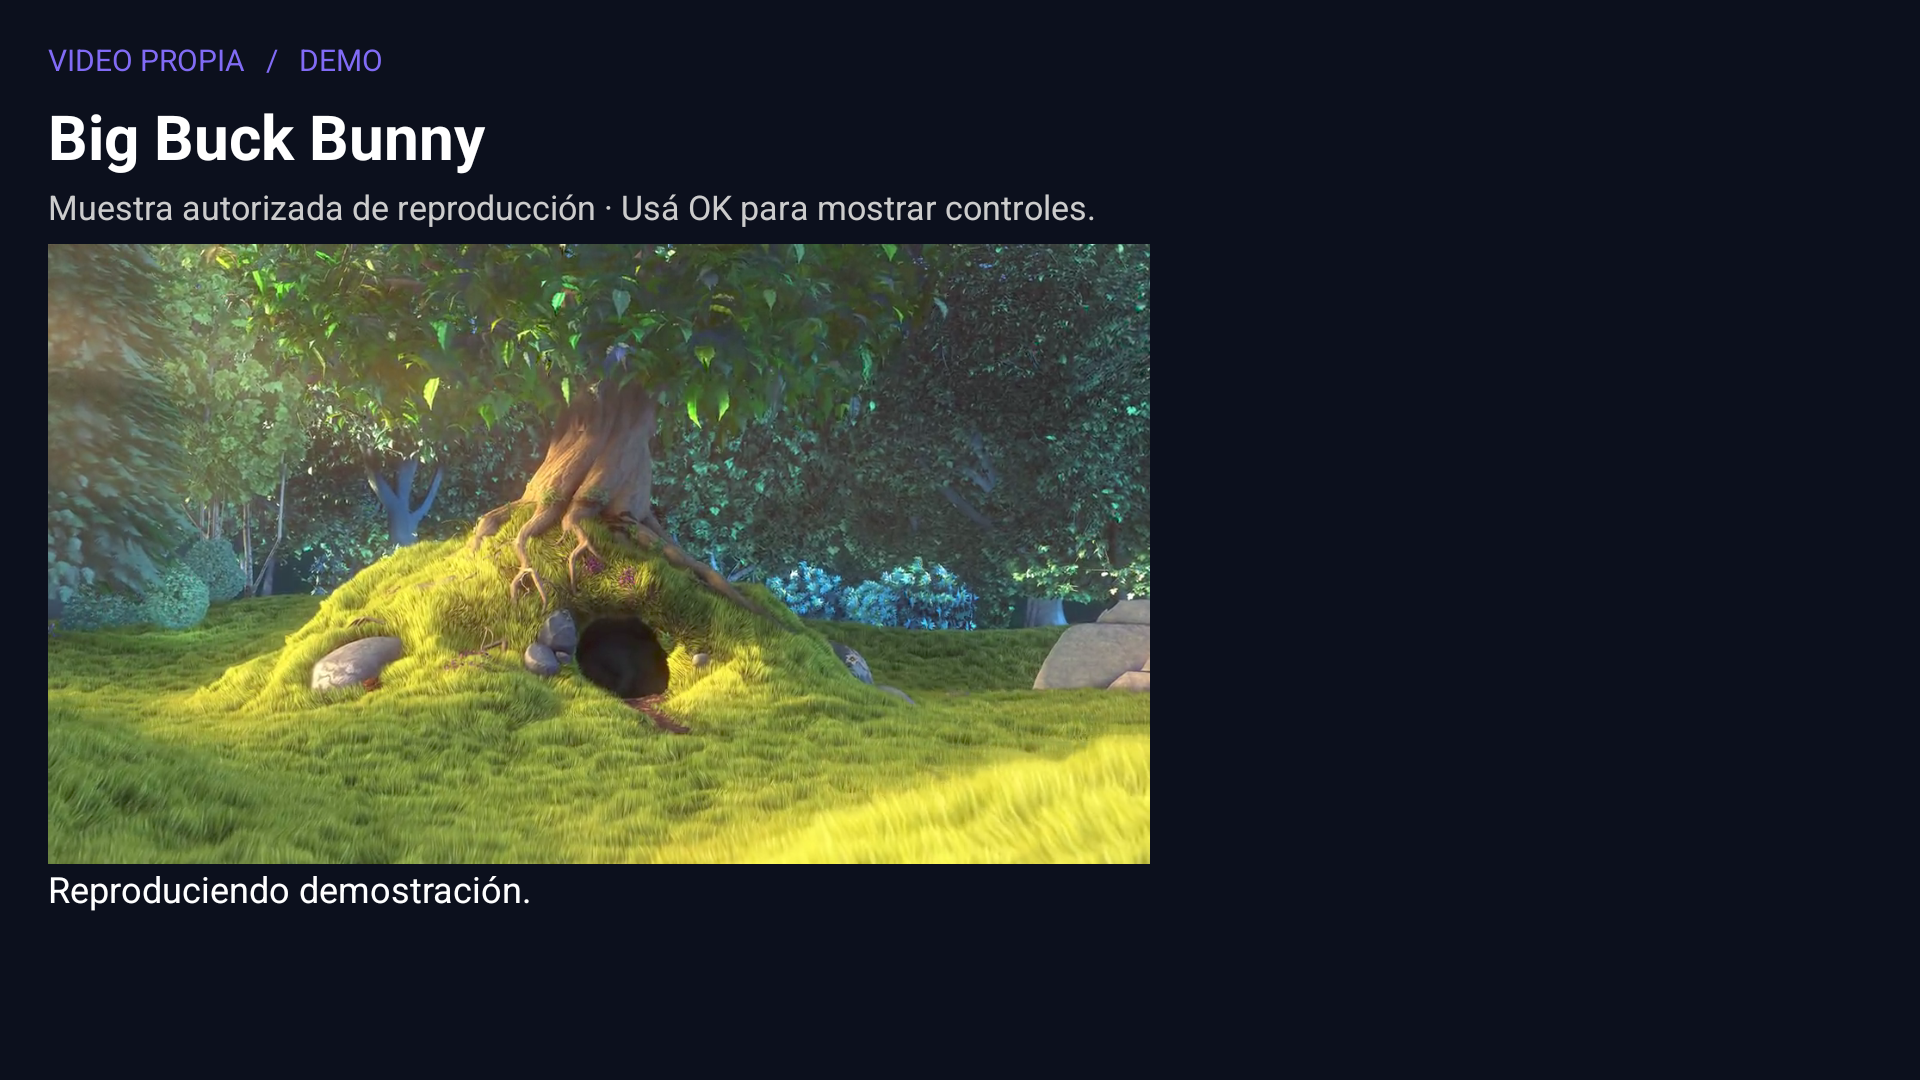 VIDEO PROPIA / DEMO
Big Buck Bunny
Muestra autorizada de reproducción · Usá OK para mostrar controles.
Reproduciendo demostración.